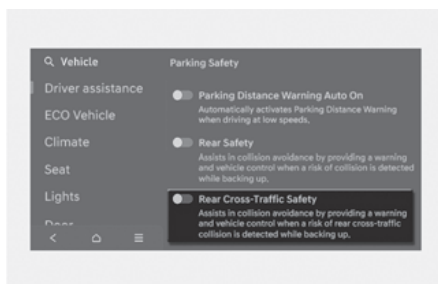 Vehicle
Driver assistance
ECO Vehicle
Climate
Seat
Lights
Door
Parking Safety
Parking Distance Warning Auto On
Automatically activates Parking Distance Warning
when driving at low speeds.
Rear Safety
Assists in collision avoidance by providing a warning
and vehicle control when a risk of collision is detected
while backing up.
Rear Cross-Traffic Safety
Assists in collision avoidance by providing a warning
and vehicle control when a risk of rear cross-traffic
collision is detected while backing up.